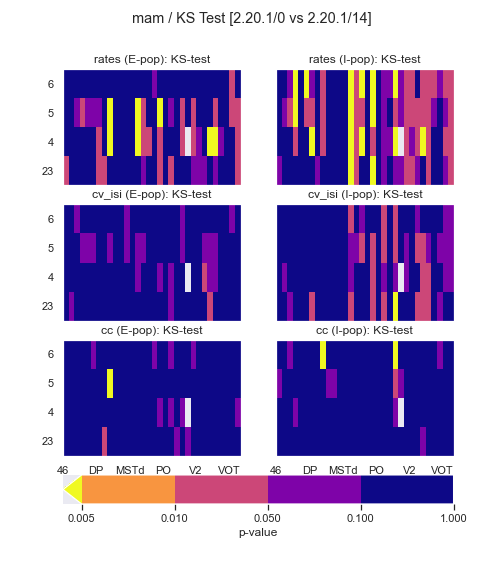 mam / KS Test [2.20.1/0 vs 2.20.1/14]
rates (E-pop): KS-test
rates (I-pop): KS-test
6
5
4
23
cv_isi (E-pop): KS-test
cv_isi (I-pop): KS-test
6
5
4
23
cc (E-pop): KS-test
cc (I-pop): KS-test
6
5
4
23
46 DP MSTd PO V2 VOT
46 DP MSTd PO V2 VOT
0.005 0.010 0.050 0.100 1.000
p-value